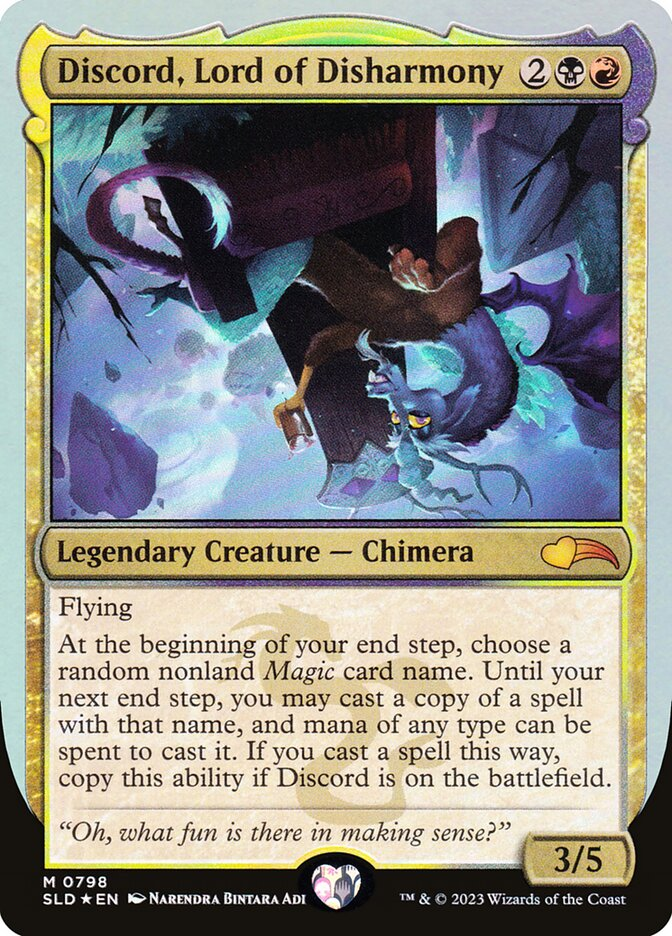 Discord, Lord of Disharmony 2
Legendary Creature — Chimera
Flying
At the beginning of your end step, choose a
random nonland Magic card name. Until your
next end step, you may cast a copy of a spell
with that name, and mana of any type can be
spent to cast it. If you cast a spell this way,
copy this ability if Discord is on the battlefield.
“Oh, what fun is there in making sense?”
3/5
M 0798
SLD ★ EN Narendra Bintara Adi
™ & © 2023 Wizards of the Coast